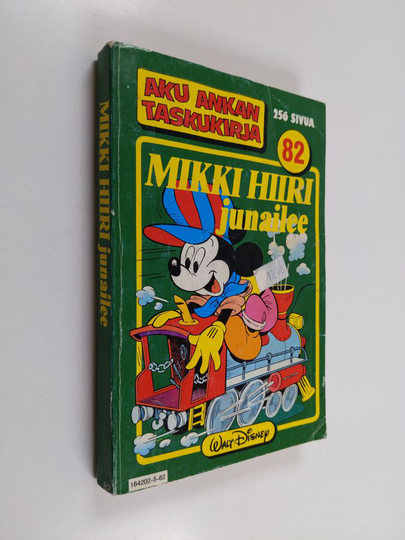 AKU ANKAN
TASKUKIRJA
256 SIVUA
82
MIKKI HIIRI
junailee
WALT DISNEY
164202-5-82
MIKKI HIIRI junailee